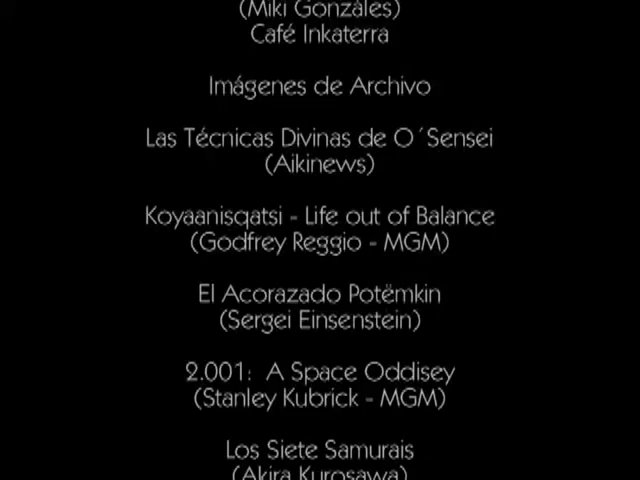 (Miki Gonzáles)
Café Inkaterra
Imágenes de Archivo
Las Técnicas Divinas de O´Sensei
(Aikinews)
Koyaanisqatsi - Life out of Balance
(Godfrey Reggio - MGM)
El Acorazado Potëmkin
(Sergei Einsenstein)
2.001: A Space Oddisey
(Stanley Kubrick - MGM)
Los Siete Samurais
(Akira Kurosawa)